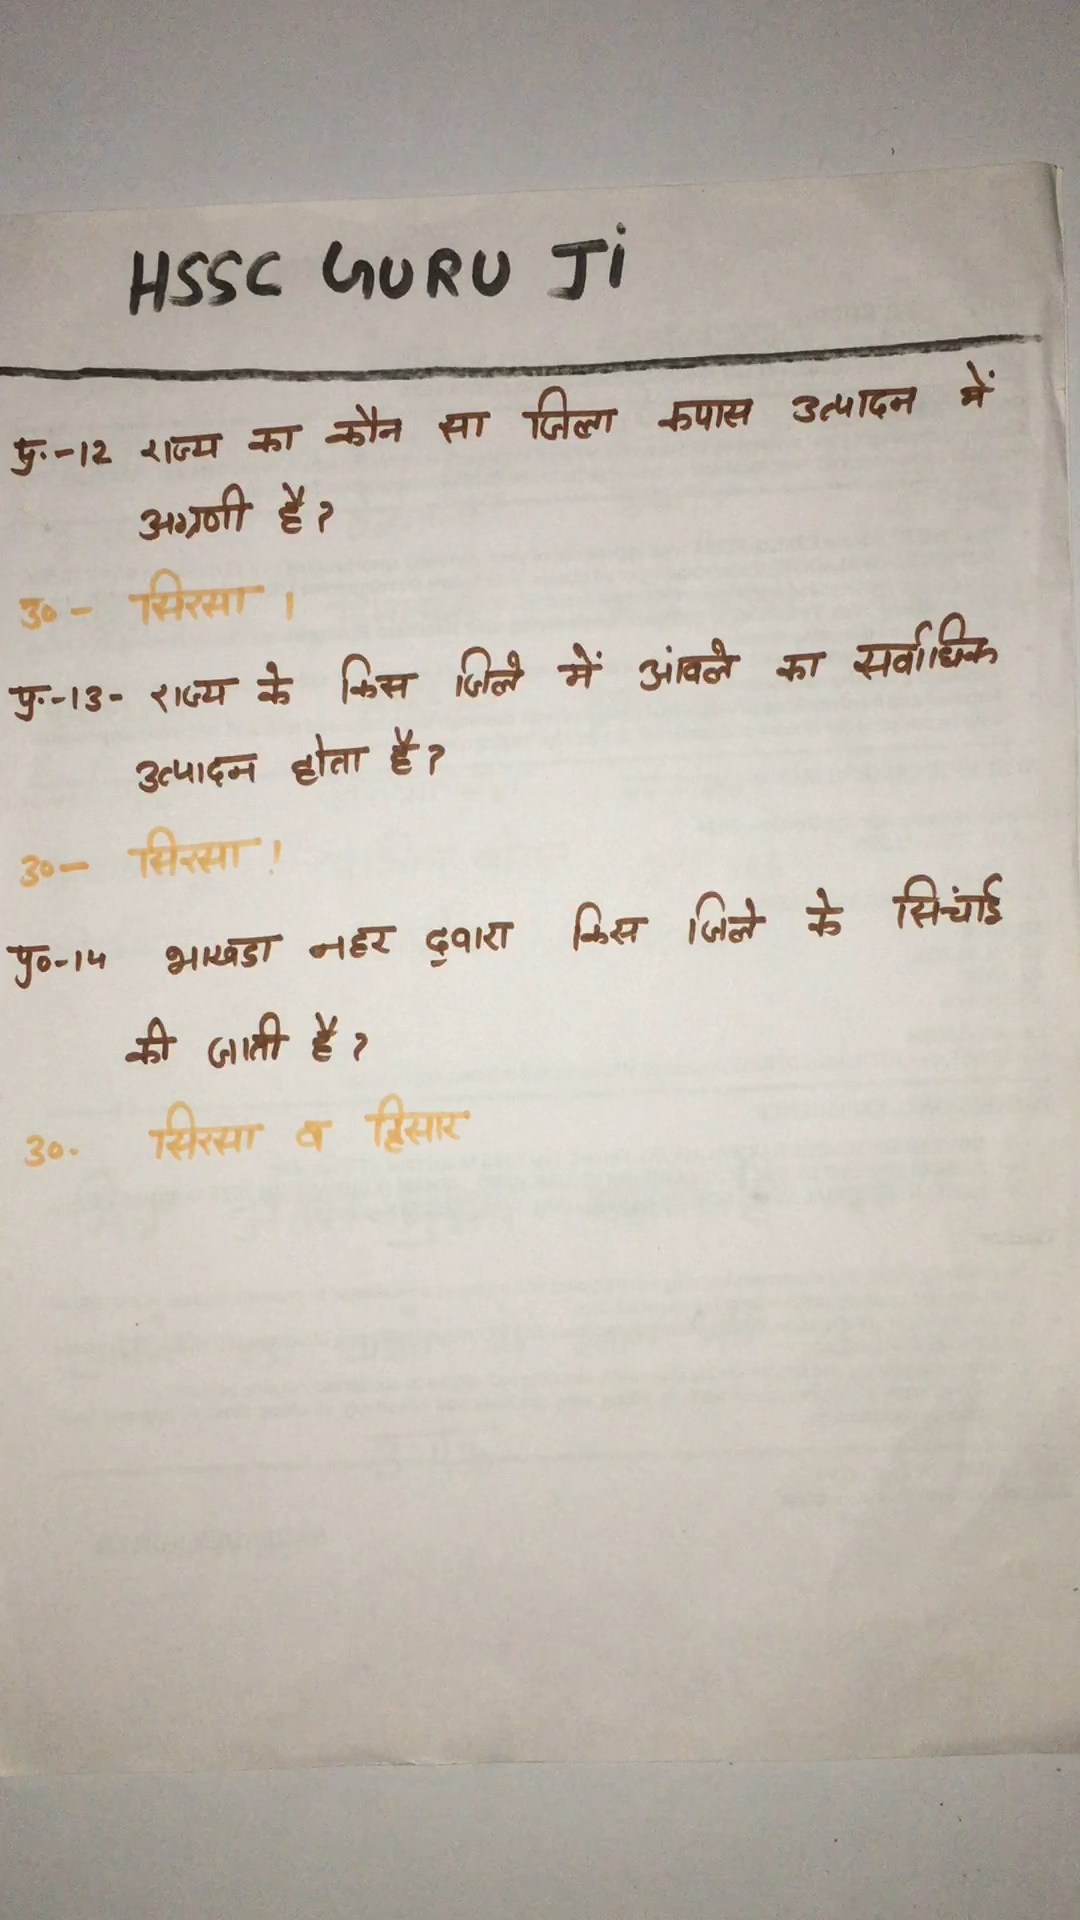 HSSC GURU Ji
प्र.-12 राज्य का कौन सा जिला कपास उत्पादन में
अग्रणी है?
उ०- सिरसा ।
प्र.-13- राज्य के किस जिले में आंवले का सर्वाधिक
उत्पादन होता है?
उ०- सिरसा !
प्र०-14 भाखडा नहर द्वारा किस जिले के सिचंाई
की जाती है?
उ०. सिरसा व हिसार